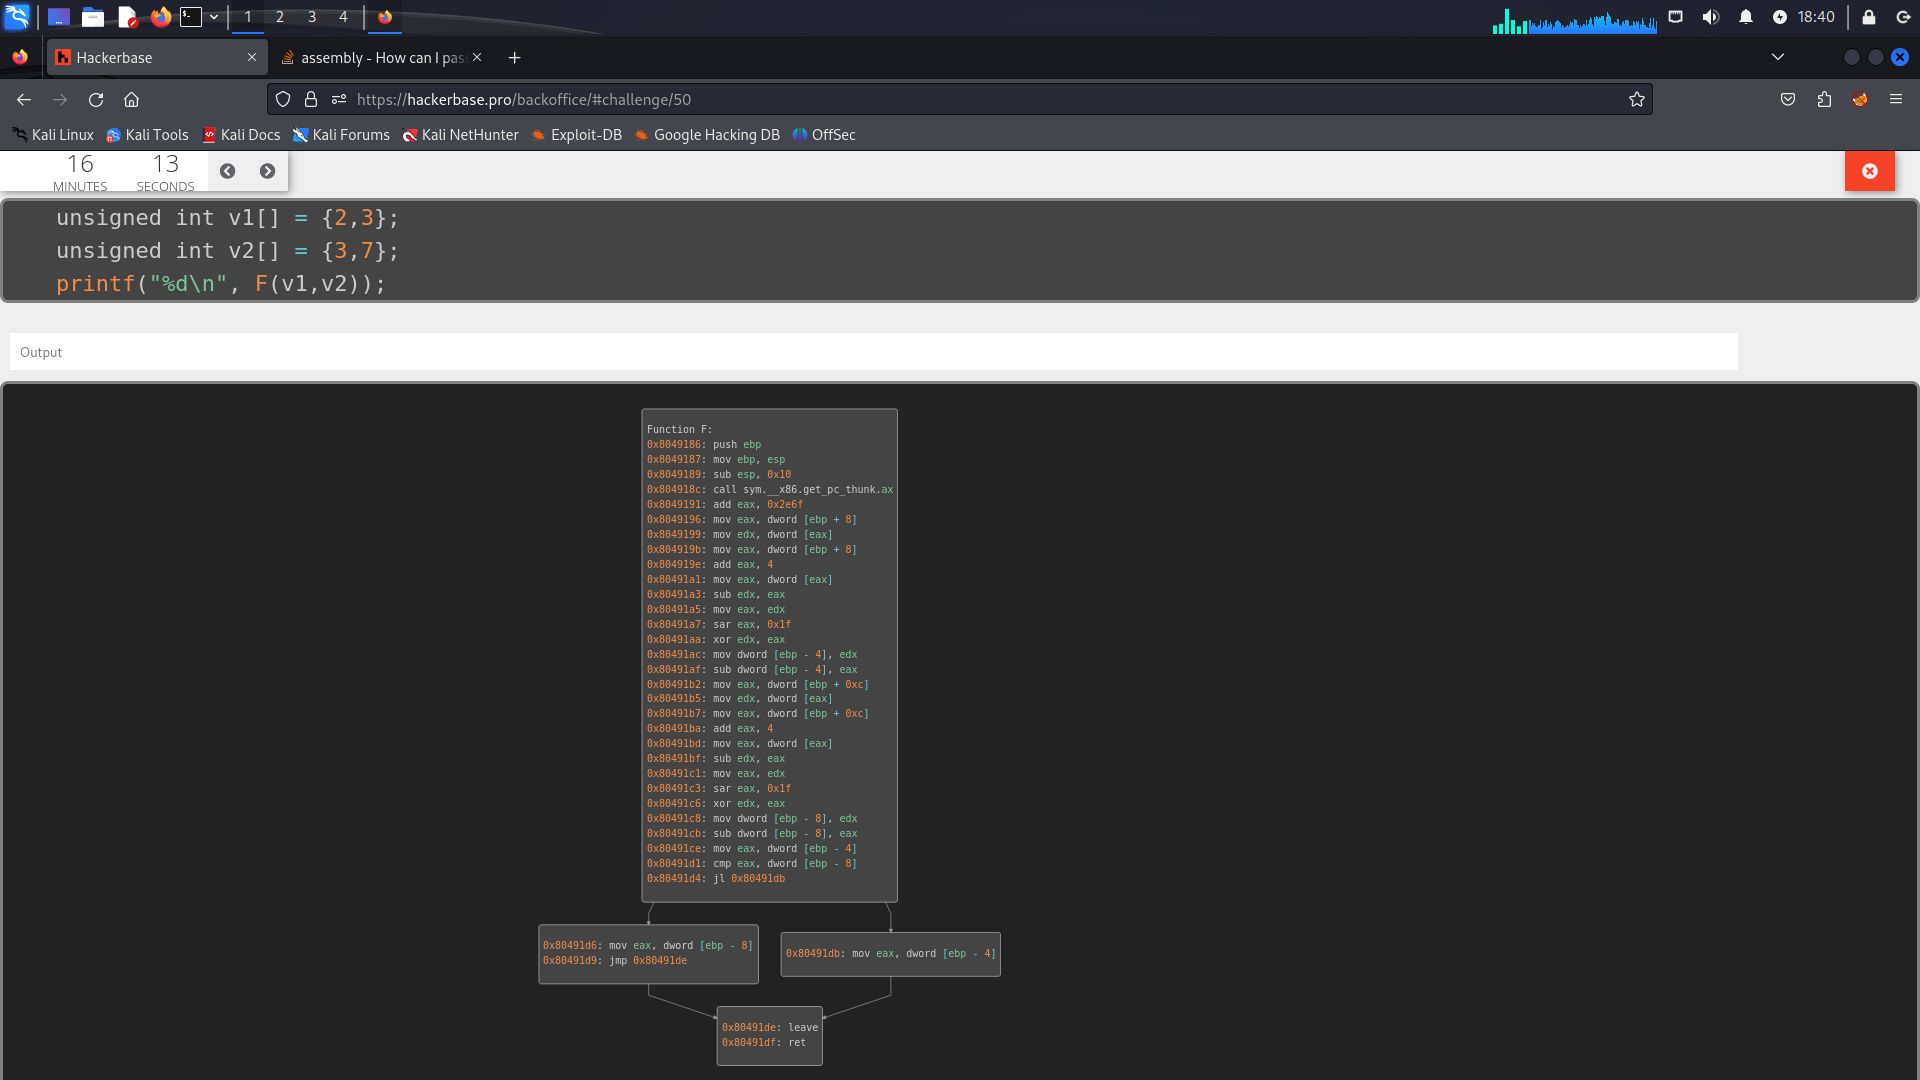 1 2 3 4 18:40
Hackerbase
assembly - How can I pas
https://hackerbase.pro/backoffice/#challenge/50
Kali Linux Kali Tools Kali Docs Kali Forums Kali NetHunter Exploit-DB Google Hacking DB OffSec
16 13
MINUTES SECONDS
unsigned int v1[] = {2,3};
unsigned int v2[] = {3,7};
printf("%d\n", F(v1,v2));
Output
Function F:
0x8049186: push ebp
0x8049187: mov ebp, esp
0x8049189: sub esp, 0x10
0x804918c: call sym.__x86.get_pc_thunk.ax
0x8049191: add eax, 0x2e6f
0x8049196: mov eax, dword [ebp + 8]
0x8049199: mov edx, dword [eax]
0x804919b: mov eax, dword [ebp + 8]
0x804919e: add eax, 4
0x80491a1: mov eax, dword [eax]
0x80491a3: sub edx, eax
0x80491a5: mov eax, edx
0x80491a7: sar eax, 0x1f
0x80491aa: xor edx, eax
0x80491ac: mov dword [ebp - 4], edx
0x80491af: sub dword [ebp - 4], eax
0x80491b2: mov eax, dword [ebp + 0xc]
0x80491b5: mov edx, dword [eax]
0x80491b7: mov eax, dword [ebp + 0xc]
0x80491ba: add eax, 4
0x80491bd: mov eax, dword [eax]
0x80491bf: sub edx, eax
0x80491c1: mov eax, edx
0x80491c3: sar eax, 0x1f
0x80491c6: xor edx, eax
0x80491c8: mov dword [ebp - 8], edx
0x80491cb: sub dword [ebp - 8], eax
0x80491ce: mov eax, dword [ebp - 4]
0x80491d1: cmp eax, dword [ebp - 8]
0x80491d4: jl 0x80491db
0x80491d6: mov eax, dword [ebp - 8]
0x80491d9: jmp 0x80491de
0x80491db: mov eax, dword [ebp - 4]
0x80491de: leave
0x80491df: ret